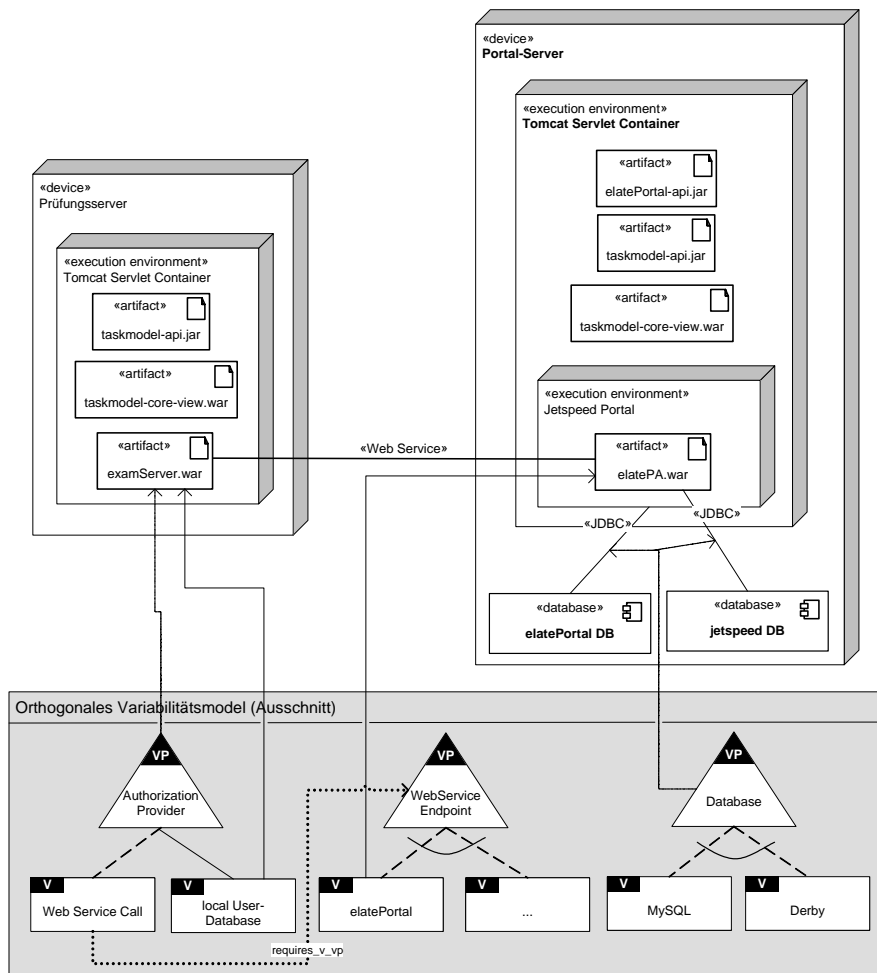 «device»
Portal-Server
«execution environment»
Tomcat Servlet Container
«artifact»
elatePortal-api.jar
«artifact»
taskmodel-api.jar
«artifact»
taskmodel-core-view.war
«execution environment»
Jetspeed Portal
«artifact»
elatePA.war
«JDBC»
«JDBC»
«database»
elatePortal DB
«database»
jetspeed DB
«device»
Prüfungsserver
«execution environment»
Tomcat Servlet Container
«artifact»
taskmodel-api.jar
«artifact»
taskmodel-core-view.war
«artifact»
examServer.war
«Web Service»
Orthogonales Variabilitätsmodel (Ausschnitt)
VP
Authorization
Provider
VP
WebService
Endpoint
VP
Database
V
Web Service Call
V
local User-
Database
V
elatePortal
V
...
V
MySQL
V
Derby
requires_v_vp